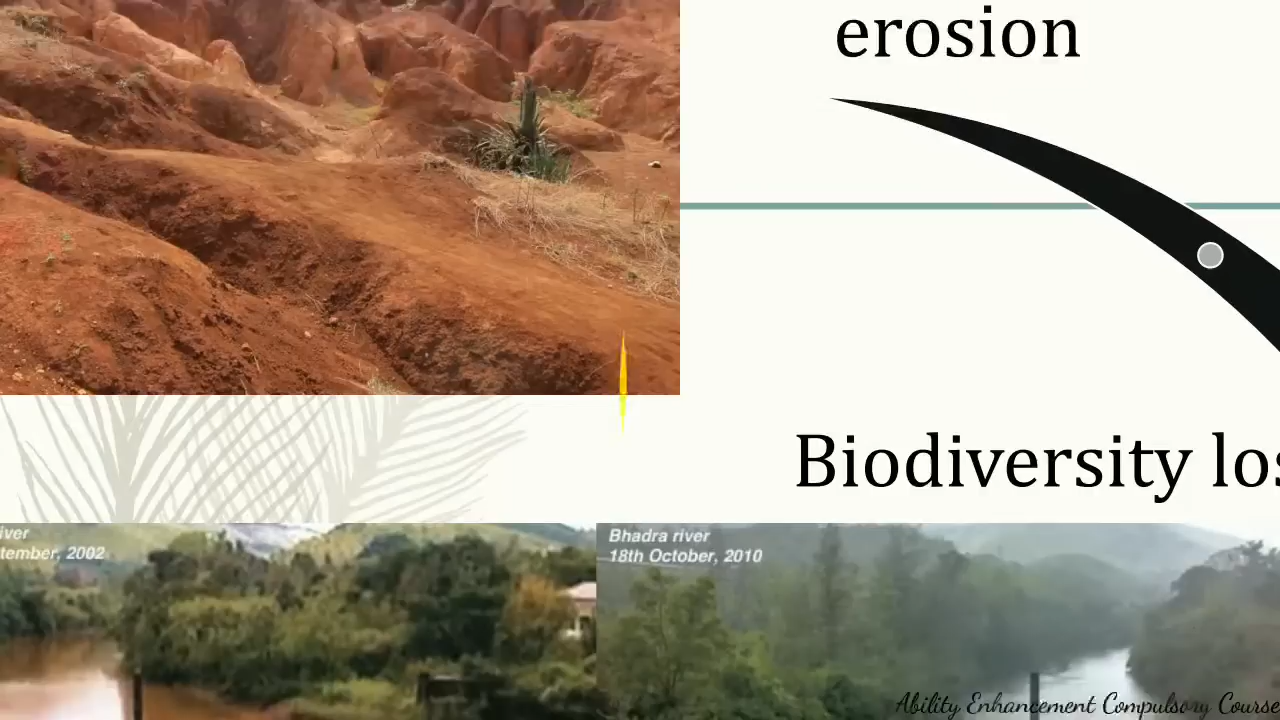 erosion
Biodiversity los
iver
tember, 2002
Bhadra river
18th October, 2010
Ability Enhancement Compulsory Course